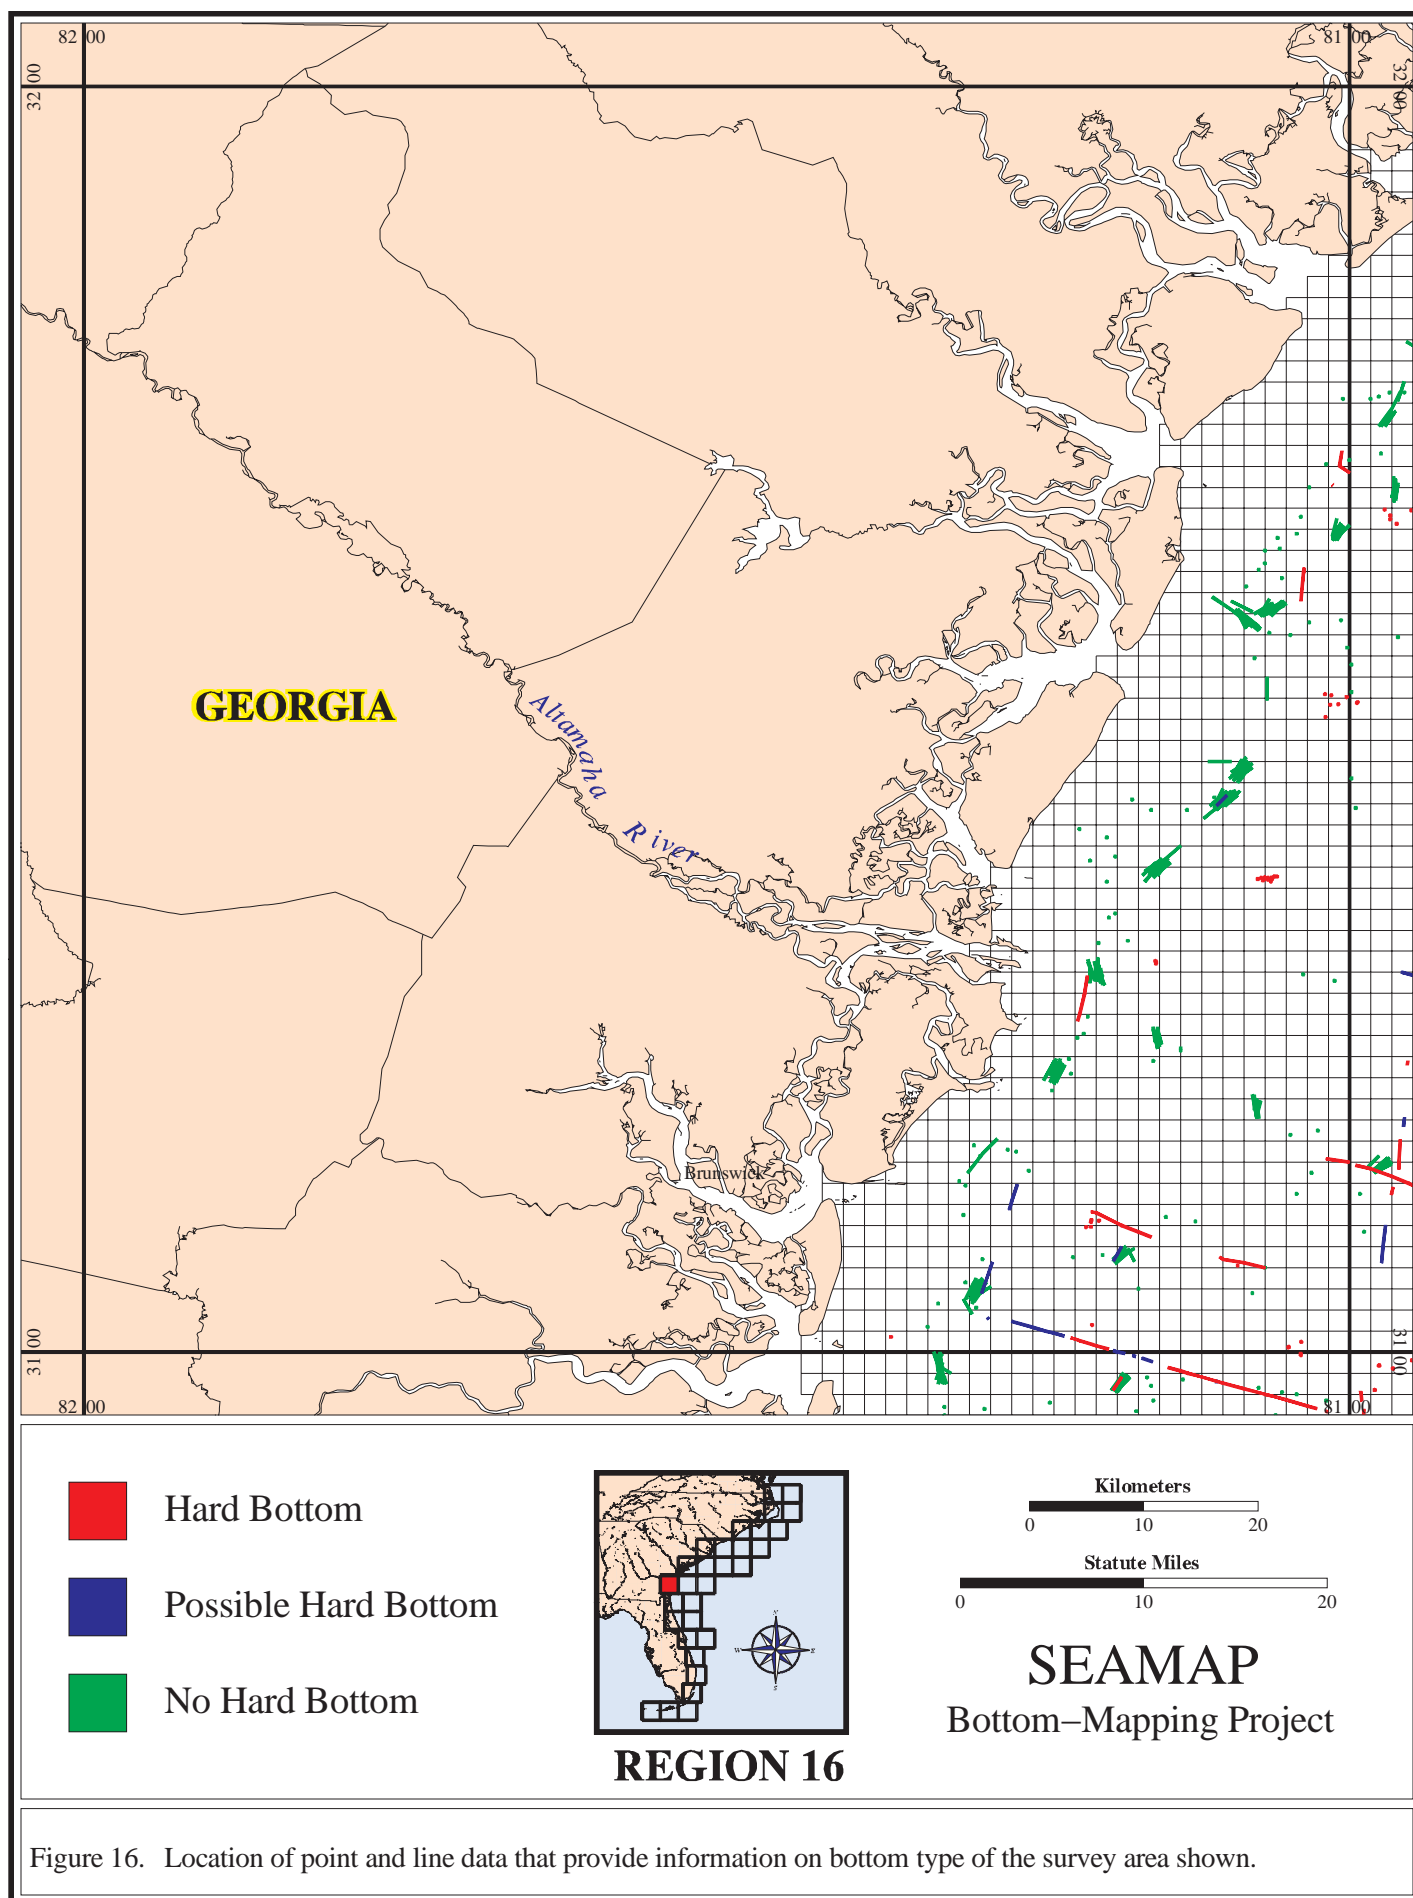 82 00
81 00
32 00
32 00
GEORGIA
Altamaha
River
Brunswick
31 00
31 00
82 00
81 00
Hard Bottom
Possible Hard Bottom
No Hard Bottom
N
W
E
S
REGION 16
Kilometers
0 10 20
Statute Miles
0 10 20
SEAMAP
Bottom–Mapping Project
Figure 16. Location of point and line data that provide information on bottom type of the survey area shown.